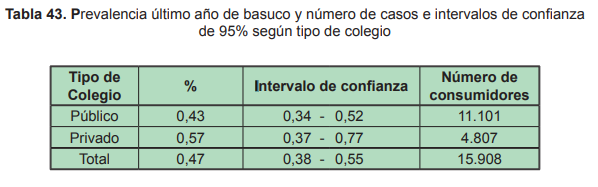 Tabla 43. Prevalencia último año de basuco y número de casos e intervalos de confianza
de 95% según tipo de colegio
Tipo de Colegio % Intervalo de confianza Número de consumidores
Público 0,43 0,34 - 0,52 11.101
Privado 0,57 0,37 - 0,77 4.807
Total 0,47 0,38 - 0,55 15.908